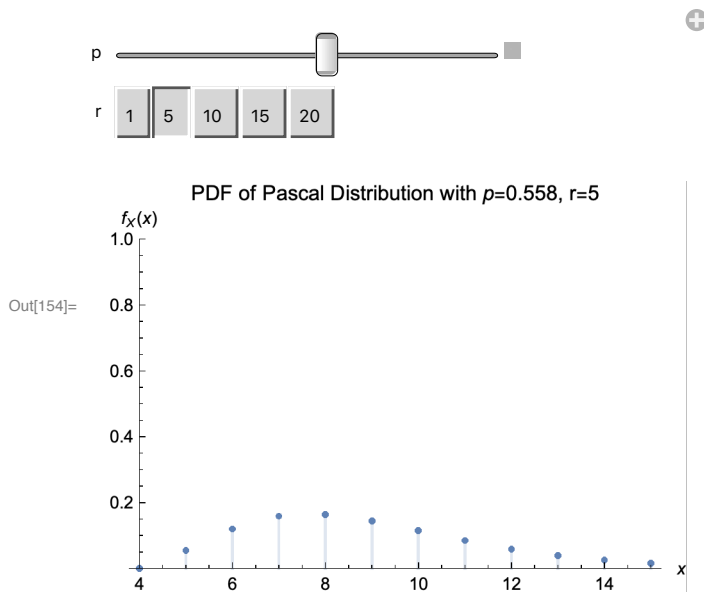 p
r 1 5 10 15 20
PDF of Pascal Distribution with p=0.558, r=5
fX(x)
1.0
Out[154]=
0.8
0.6
0.4
0.2
4 6 8 10 12 14
x